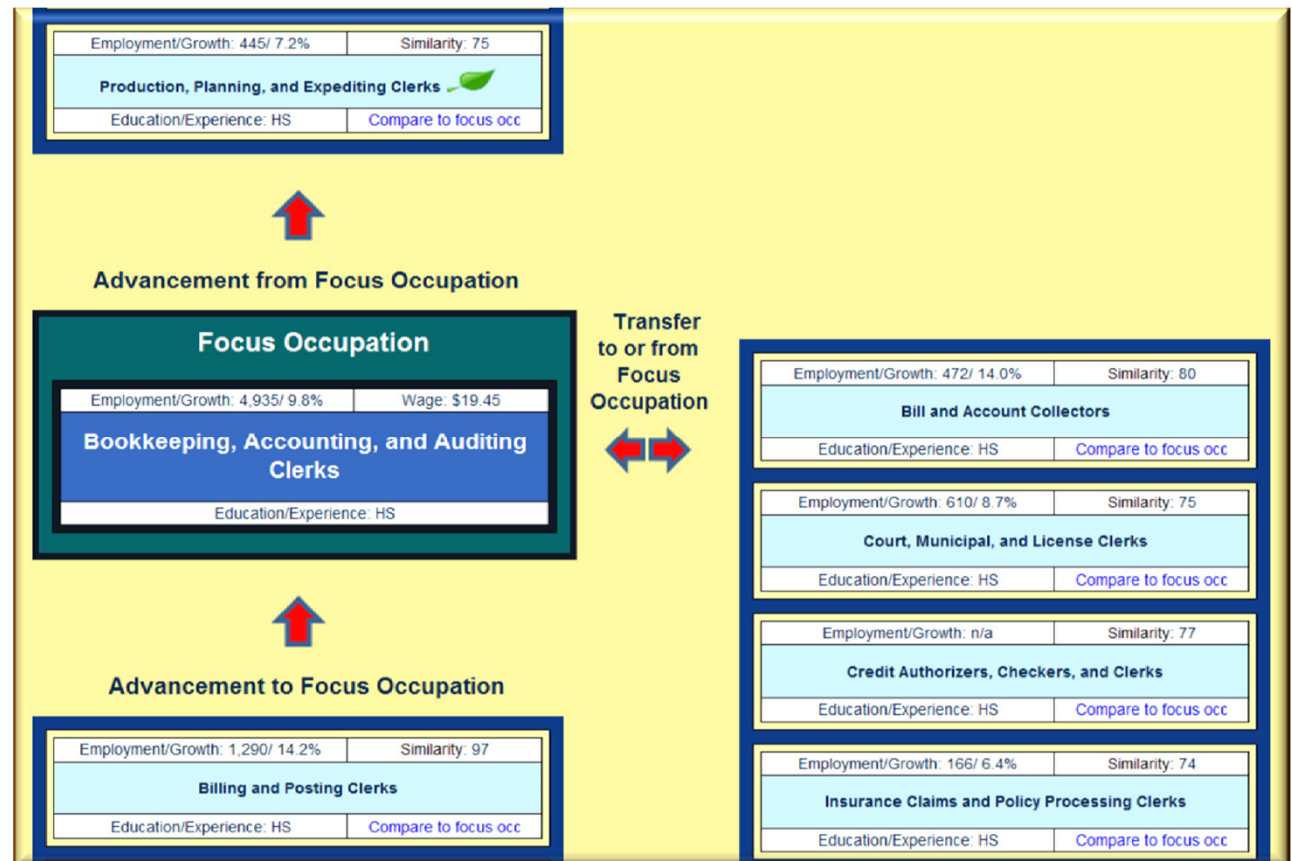 Employment/Growth: 445/ 7.2% Similarity: 75
Production, Planning, and Expediting Clerks
Education/Experience: HS Compare to focus occ
Advancement from Focus Occupation
Focus Occupation
Employment/Growth: 4,935/ 9.8% Wage: $19.45
Bookkeeping, Accounting, and Auditing
Clerks
Education/Experience: HS
Transfer
to or from
Focus
Occupation
Employment/Growth: 472/ 14.0% Similarity: 80
Bill and Account Collectors
Education/Experience: HS Compare to focus occ
Employment/Growth: 610/ 8.7% Similarity: 75
Court, Municipal, and License Clerks
Education/Experience: HS Compare to focus occ
Employment/Growth: n/a Similarity: 77
Credit Authorizers, Checkers, and Clerks
Education/Experience: HS Compare to focus occ
Employment/Growth: 166/ 6.4% Similarity: 74
Insurance Claims and Policy Processing Clerks
Education/Experience: HS Compare to focus occ
Advancement to Focus Occupation
Employment/Growth: 1,290/ 14.2% Similarity: 97
Billing and Posting Clerks
Education/Experience: HS Compare to focus occ